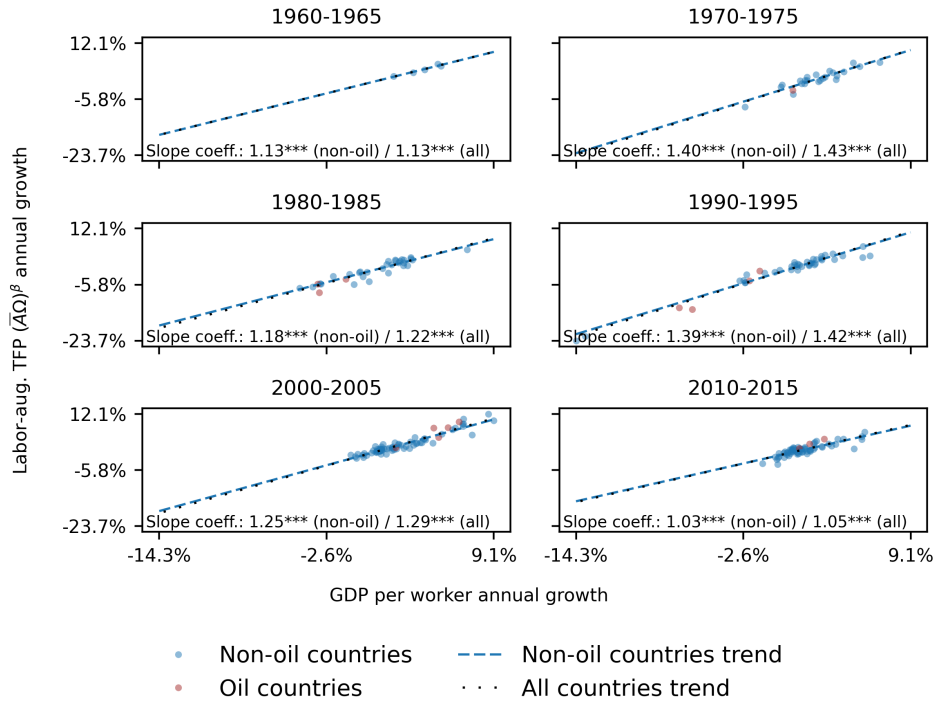 1960-1965 1970-1975
12.1%
-5.8%
-23.7%
Slope coeff.: 1.13*** (non-oil) / 1.13*** (all) Slope coeff.: 1.40*** (non-oil) / 1.43*** (all)
1980-1985 1990-1995
12.1%
-5.8%
-23.7%
Slope coeff.: 1.18*** (non-oil) / 1.22*** (all) Slope coeff.: 1.39*** (non-oil) / 1.42*** (all)
2000-2005 2010-2015
12.1%
-5.8%
-23.7%
Slope coeff.: 1.25*** (non-oil) / 1.29*** (all) Slope coeff.: 1.03*** (non-oil) / 1.05*** (all)
-14.3% -2.6% 9.1% -14.3% -2.6% 9.1%
Labor-aug. TFP (A̅Ω)^β annual growth
GDP per worker annual growth
Non-oil countries Non-oil countries trend
Oil countries All countries trend